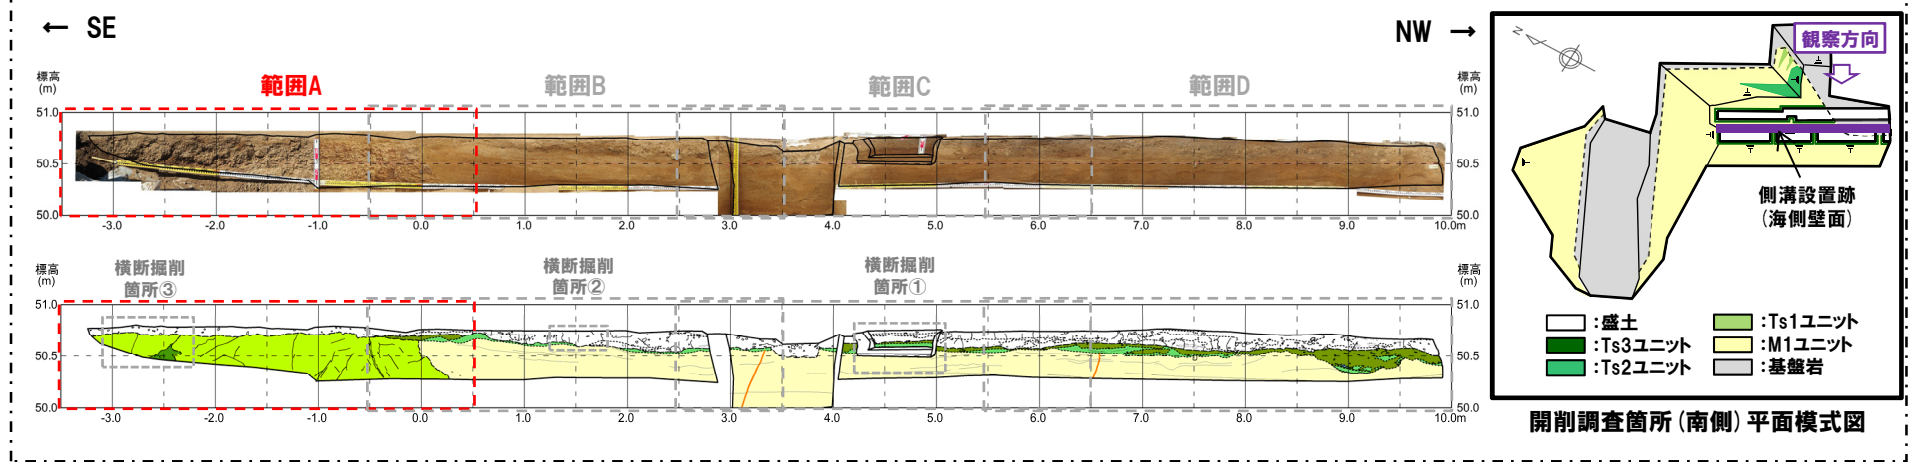 ← SE
NW →
範囲A
範囲B
範囲C
範囲D
標高
(m)
標高
(m)
51.0
50.5
50.0
51.0
50.5
50.0
-3.0 -2.0 -1.0 0.0 1.0 2.0 3.0 4.0 5.0 6.0 7.0 8.0 9.0 10.0m
横断掘削
箇所③
横断掘削
箇所②
横断掘削
箇所①
標高
(m)
標高
(m)
51.0
50.5
50.0
51.0
50.5
50.0
-3.0 -2.0 -1.0 0.0 1.0 2.0 3.0 4.0 5.0 6.0 7.0 8.0 9.0 10.0m
N
観察方向
側溝設置跡
(海側壁面)
:盛土
:Ts3ユニット
:Ts2ユニット
:Ts1ユニット
:M1ユニット
:基盤岩
開削調査箇所(南側)平面模式図